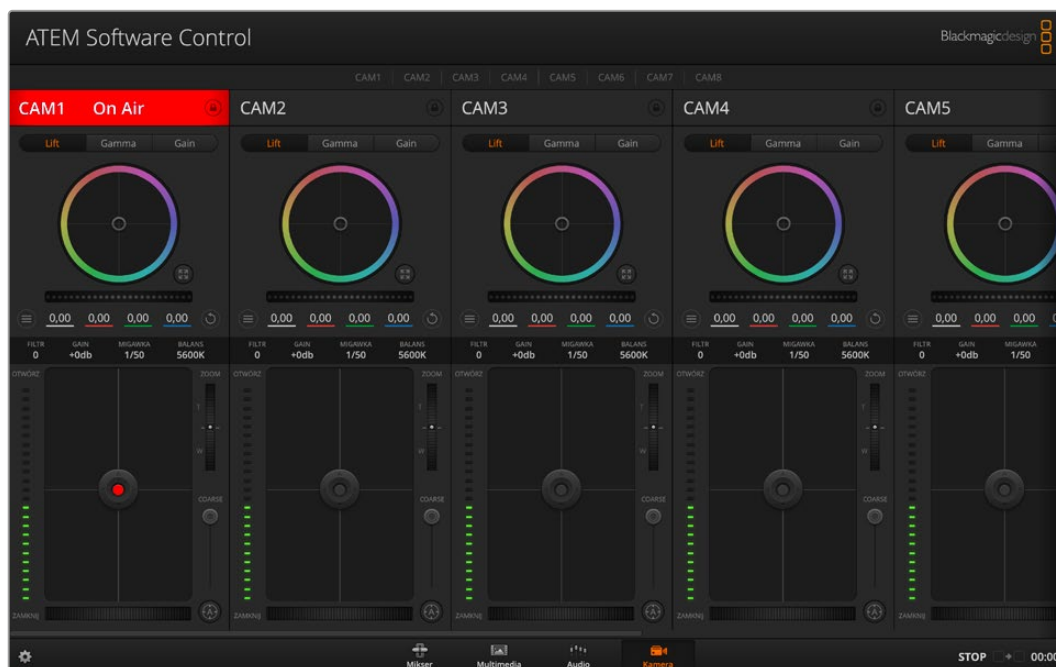 ATEM Software Control
Blackmagicdesign
CAM1 CAM2 CAM3 CAM4 CAM5 CAM6 CAM7 CAM8
CAM1 On Air CAM2 CAM3 CAM4 CAM5
Lift Gamma Gain Lift Gamma Gain Lift Gamma Gain Lift Gamma Gain Lift Gamma
0,00 0,00 0,00 0,00 0,00 0,00 0,00 0,00 0,00 0,00 0,00 0,00 0,00 0,00 0,00 0,00 0,00 0,00 0,00
FILTR GAIN MIGAWKA BALANS FILTR GAIN MIGAWKA BALANS FILTR GAIN MIGAWKA BALANS FILTR GAIN MIGAWKA BALANS FILTR GAIN MIGAWKA
0 +0db 1/50 5600K 0 +0db 1/50 5600K 0 +0db 1/50 5600K 0 +0db 1/50 5600K 0 +0db 1/50
OTWÓRZ ZOOM OTWÓRZ ZOOM OTWÓRZ ZOOM OTWÓRZ ZOOM OTWÓRZ
T T T T
W W W W
COARSE COARSE COARSE COARSE
ZAMKNIJ ZAMKNIJ ZAMKNIJ ZAMKNIJ ZAMKNIJ
Mikser Multimedia Audio Kamera STOP 00:00